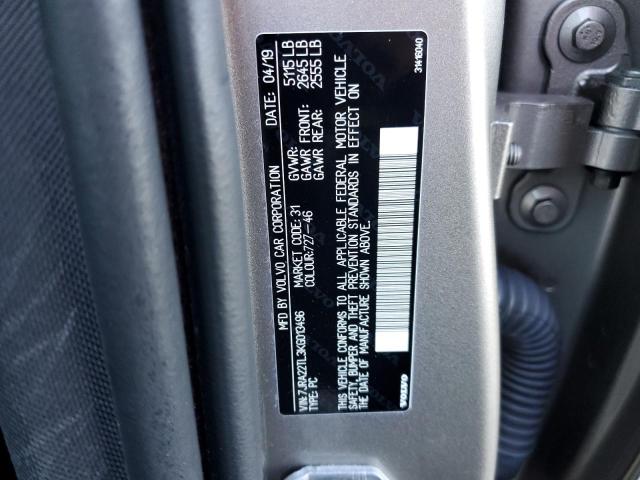 MFD BY VOLVO CAR CORPORATION DATE: 04/19
MARKET CODE: 31 GVWR: 5115 LB
COLOUR:727-46 GAWR FRONT: 2645 LB
GAWR REAR: 2555 LB
VIN:7JRA22TL3KG013496
TYPE: PC
THIS VEHICLE CONFORMS TO ALL APPLICABLE FEDERAL MOTOR VEHICLE
SAFETY, BUMPER AND THEFT PREVENTION STANDARDS IN EFFECT ON
THE DATE OF MANUFACTURE SHOWN ABOVE.
VOLVO 31416040